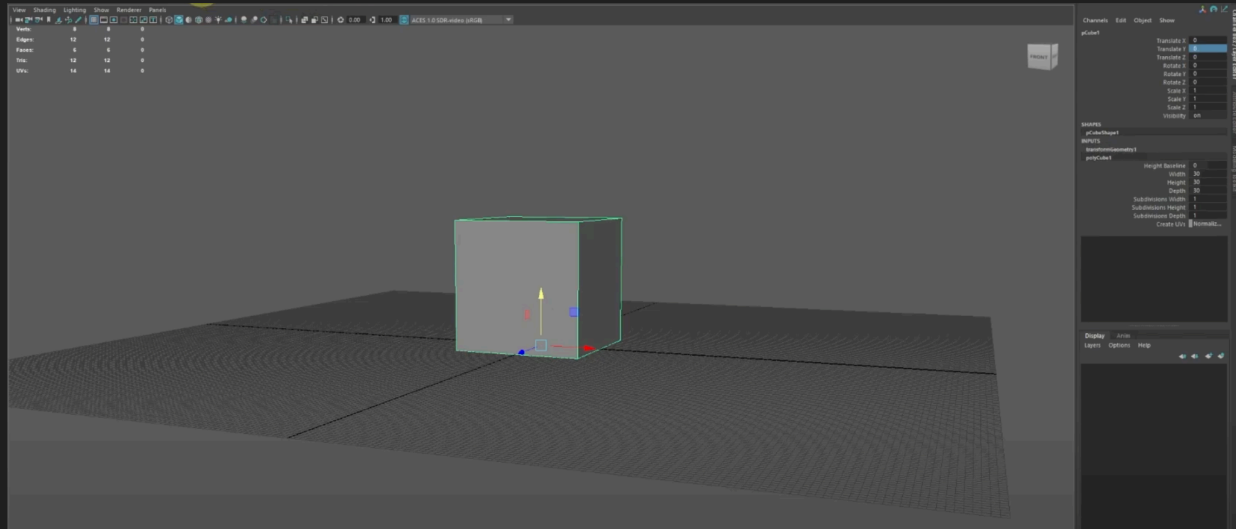 View Shading Lighting Show Renderer Panels
0.00 1.00 ACES 1.0 SDR-video (sRGB)
Verts: 8 8 0
Edges: 12 12 0
Faces: 6 6 0
Tris: 12 12 0
UVs: 14 14 0
FRONT
Channels Edit Object Show
pCube1
Translate X 0
Translate Y 0
Translate Z 0
Rotate X 0
Rotate Y 0
Rotate Z 0
Scale X 1
Scale Y 1
Scale Z 1
Visibility on
SHAPES
pCubeShape1
INPUTS
transformGeometry1
polyCube1
Height Baseline 0
Width 30
Height 30
Depth 30
Subdivisions Width 1
Subdivisions Height 1
Subdivisions Depth 1
Create UVs Normaliz...
Display Anim
Layers Options Help